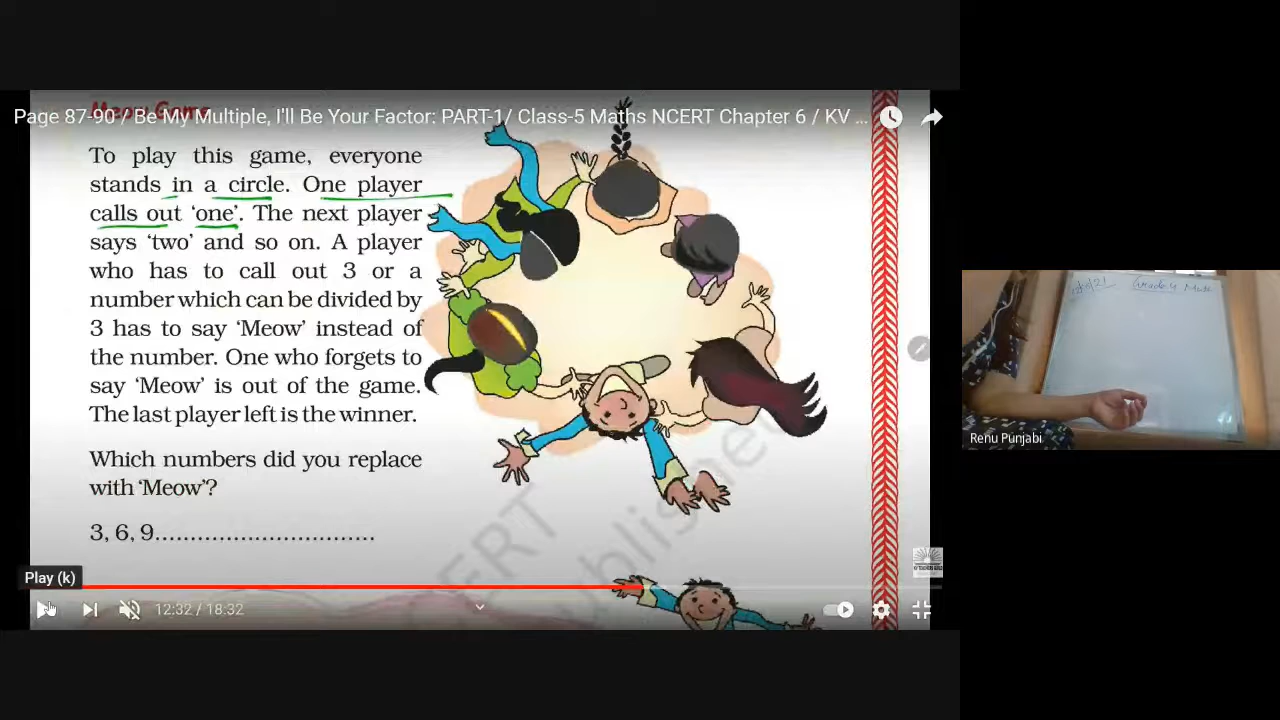 Meow Game
Page 87-90 / Be My Multiple, I'll Be Your Factor: PART-1/ Class-5 Maths NCERT Chapter 6 / KV ...
To play this game, everyone
stands in a circle. One player
calls out ‘one’. The next player
says ‘two’ and so on. A player
who has to call out 3 or a
number which can be divided by
3 has to say ‘Meow’ instead of
the number. One who forgets to
say ‘Meow’ is out of the game.
The last player left is the winner.
Which numbers did you replace
with ‘Meow’?
3, 6, 9...............................
Play (k)
12:32 / 18:32
Grade 4 Math
Renu Punjabi